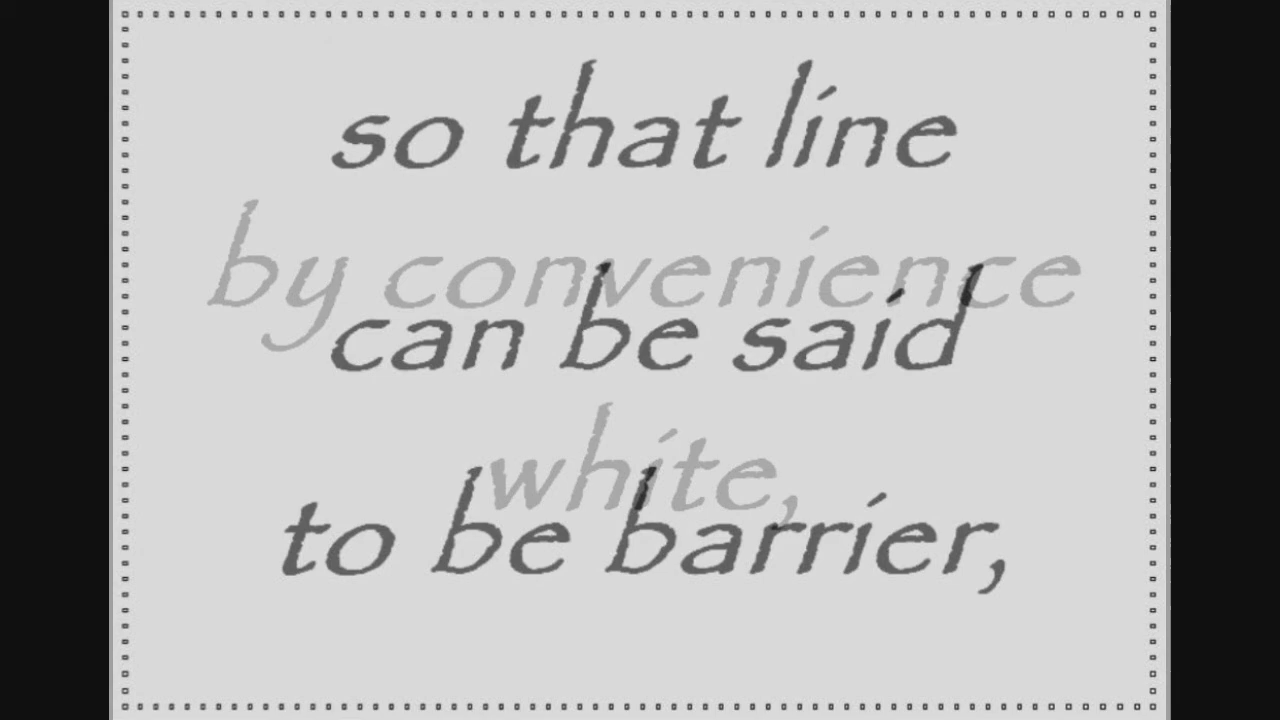 so that line
by convenience
can be said
white,
to be barrier,